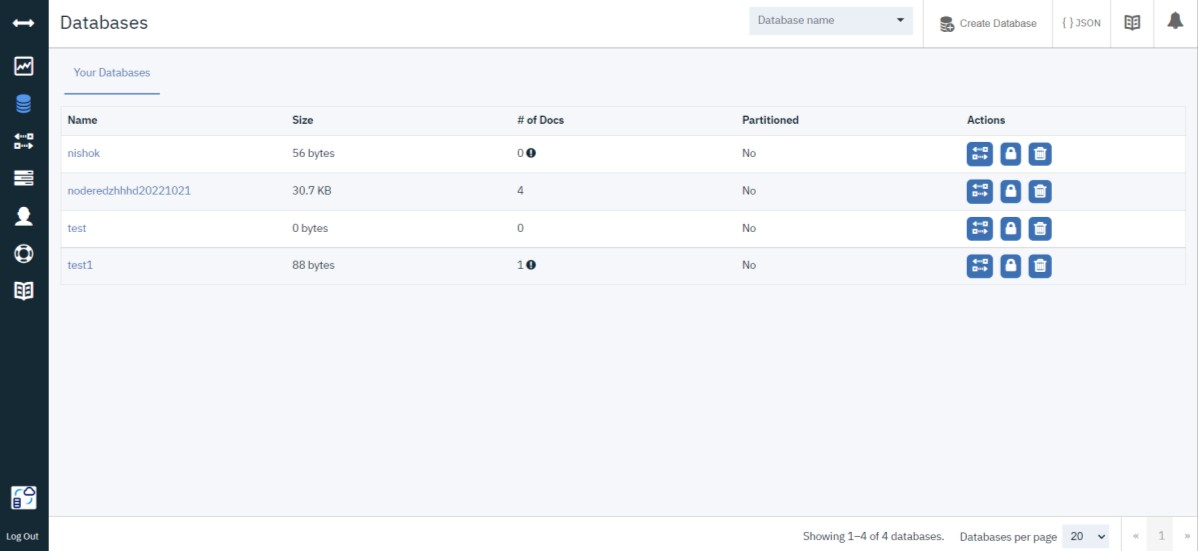 Databases
Database name
Create Database
{ } JSON
Your Databases
Name Size # of Docs Partitioned Actions
nishok 56 bytes 0 No
noderedzhhhd20221021 30.7 KB 4 No
test 0 bytes 0 No
test1 88 bytes 1 No
Log Out
Showing 1–4 of 4 databases. Databases per page 20 « 1 »